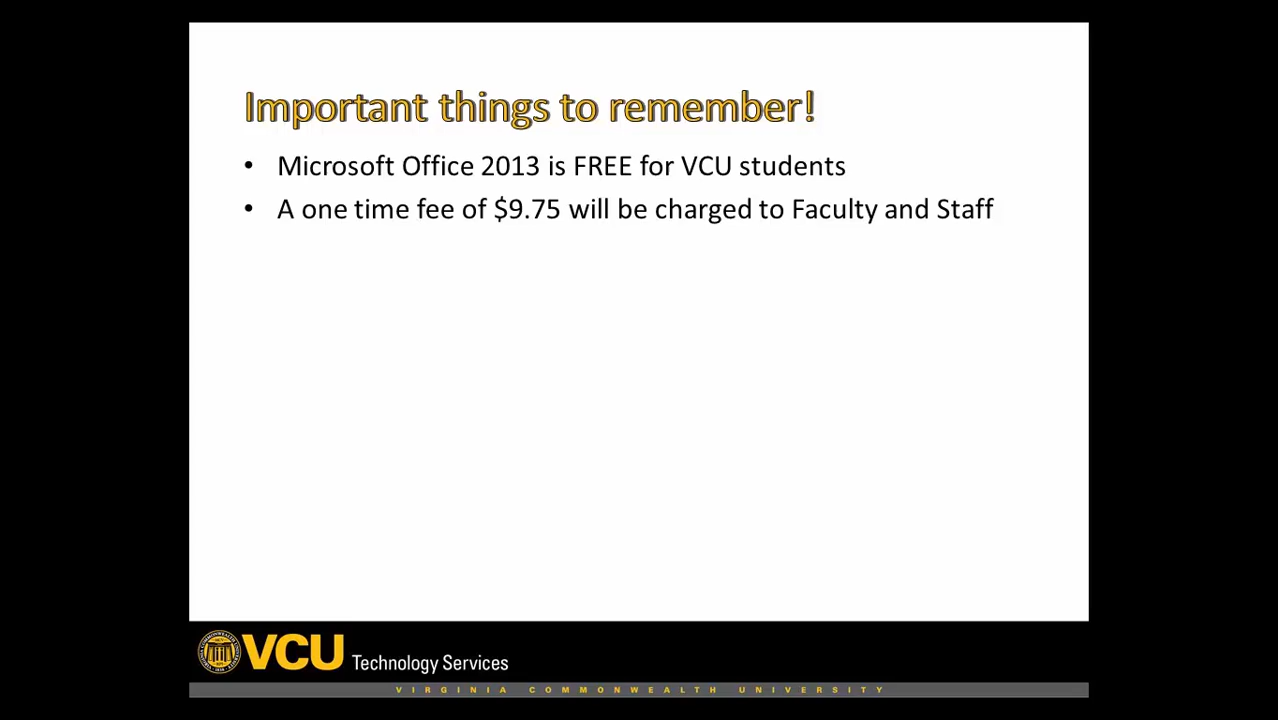 Important things to remember!
• Microsoft Office 2013 is FREE for VCU students
• A one time fee of $9.75 will be charged to Faculty and Staff
VCU Technology Services
VIRGINIA COMMONWEALTH UNIVERSITY